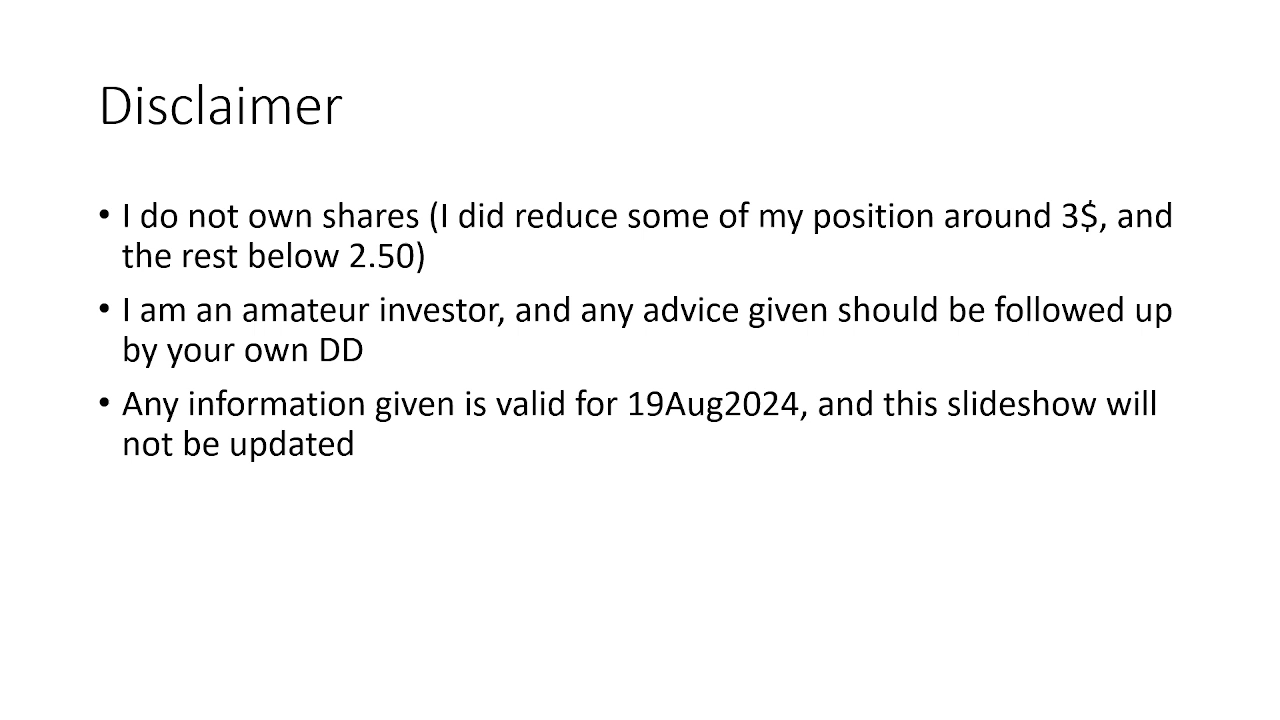 Disclaimer
• I do not own shares (I did reduce some of my position around 3$, and
the rest below 2.50)
• I am an amateur investor, and any advice given should be followed up
by your own DD
• Any information given is valid for 19Aug2024, and this slideshow will
not be updated